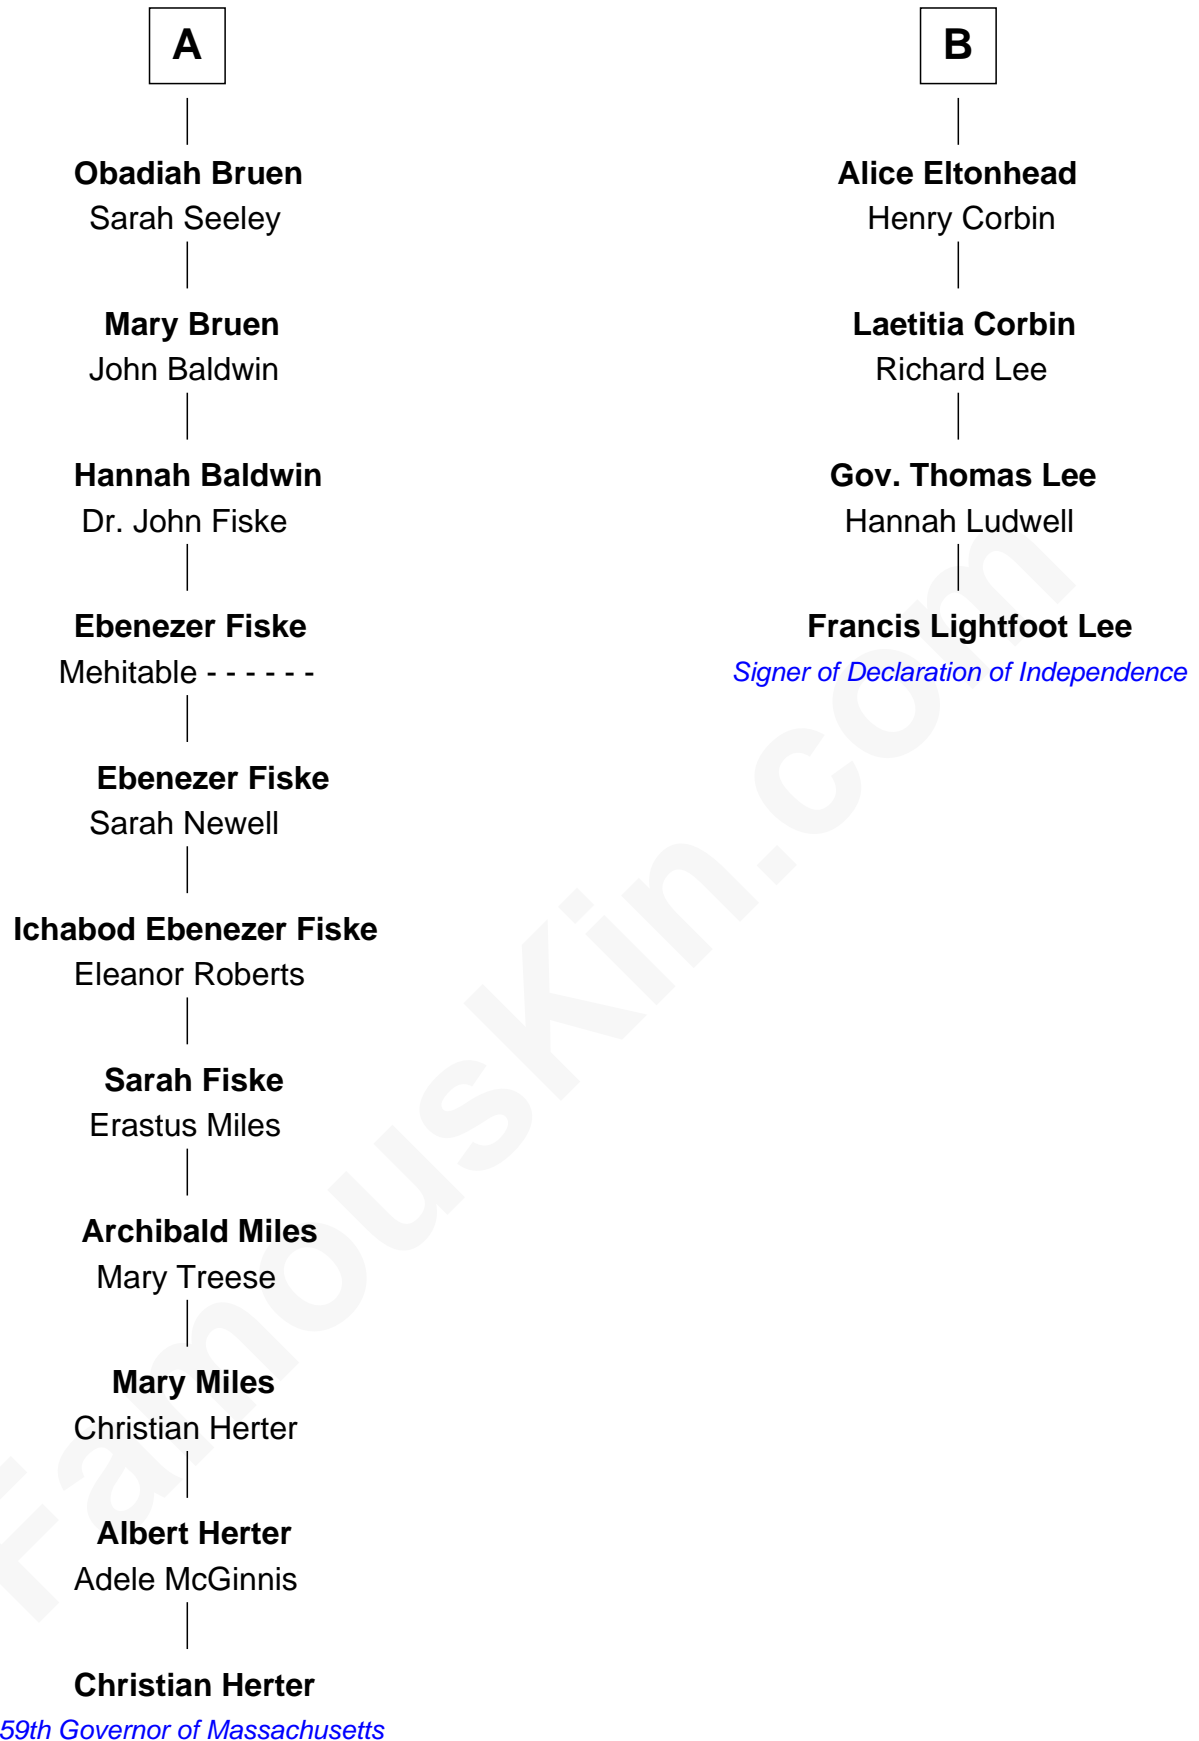 A
Obadiah Bruen
Sarah Seeley
Mary Bruen
John Baldwin
Hannah Baldwin
Dr. John Fiske
Ebenezer Fiske
Mehitable - - - - - -
Ebenezer Fiske
Sarah Newell
Ichabod Ebenezer Fiske
Eleanor Roberts
Sarah Fiske
Erastus Miles
Archibald Miles
Mary Treese
Mary Miles
Christian Herter
Albert Herter
Adele McGinnis
Christian Herter
59th Governor of Massachusetts
B
Alice Eltonhead
Henry Corbin
Laetitia Corbin
Richard Lee
Gov. Thomas Lee
Hannah Ludwell
Francis Lightfoot Lee
Signer of Declaration of Independence
FamousKin.com